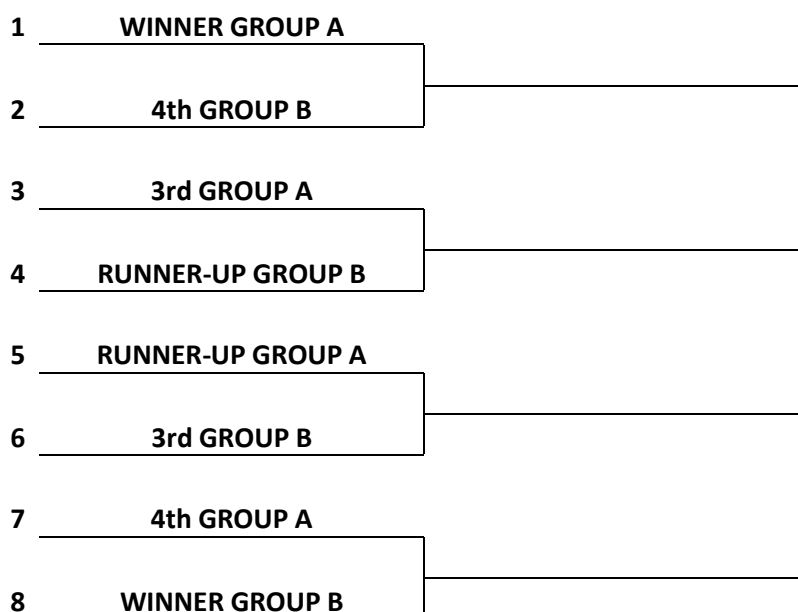 1 WINNER GROUP A
2 4th GROUP B
3 3rd GROUP A
4 RUNNER-UP GROUP B
5 RUNNER-UP GROUP A
6 3rd GROUP B
7 4th GROUP A
8 WINNER GROUP B